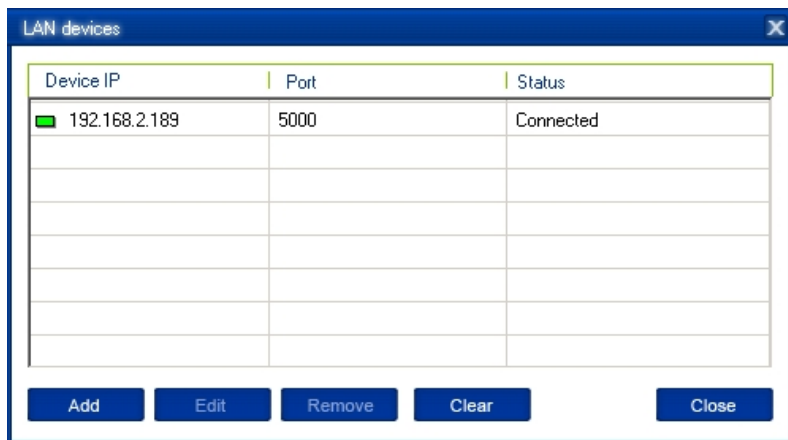 LAN devices X
Device IP Port Status
192.168.2.189 5000 Connected
Add Edit Remove Clear Close